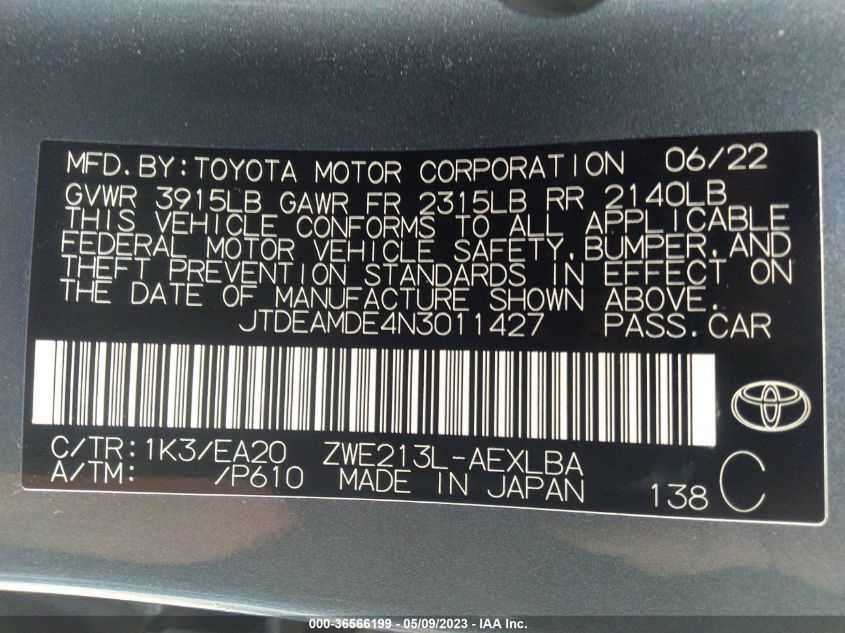 MFD.BY:TOYOTA MOTOR CORPORATION 06/22
GVWR 3915LB GAWR FR 2315LB RR 2140LB
THIS VEHICLE CONFORMS TO ALL APPLICABLE
FEDERAL MOTOR VEHICLE SAFETY,BUMPER,AND
THEFT PREVENTION STANDARDS IN EFFECT ON
THE DATE OF MANUFACTURE SHOWN ABOVE.
JTDEAMDE4N3011427 PASS.CAR
C/TR:1K3/EA20 ZWE213L-AEXLBA
A/TM: /P610 MADE IN JAPAN 138 C
000-36566199 - 05/09/2023 - IAA Inc.